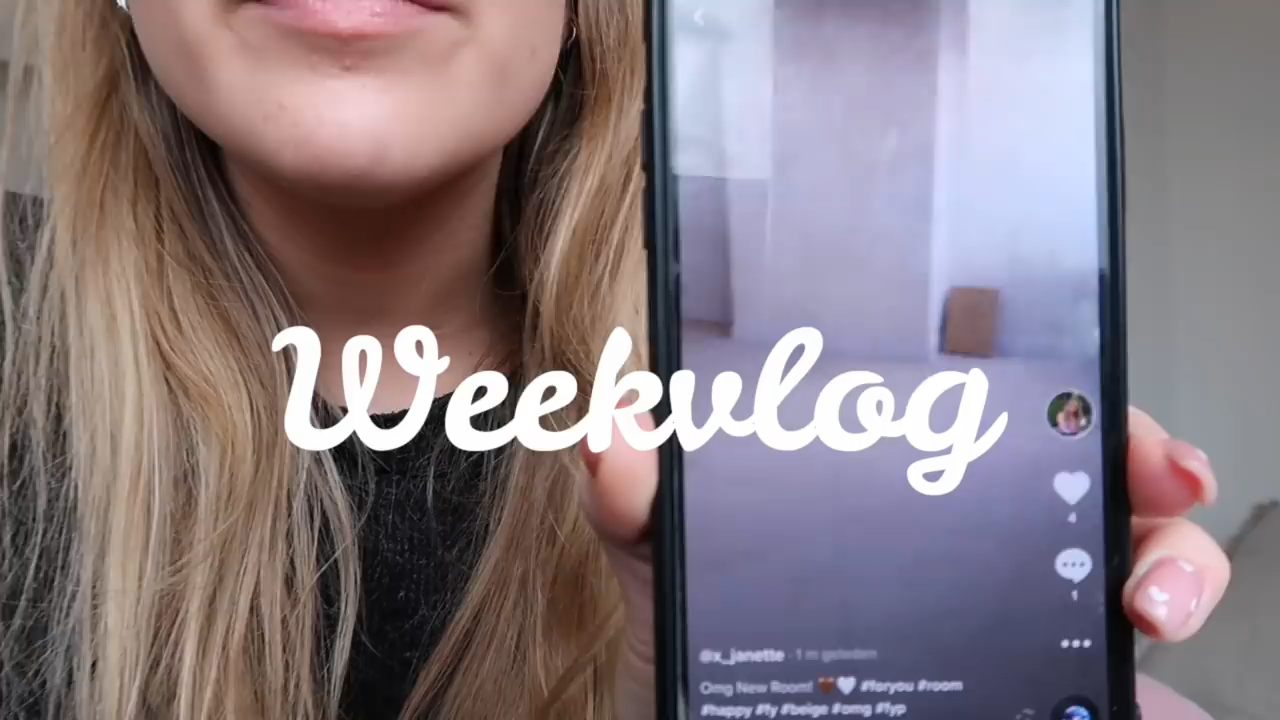 Weekvlog
4
1
@x_janette · 1 m geleden
Omg New Room! 🤎🤍 #foryou #room
#happy #fy #beige #omg #fyp